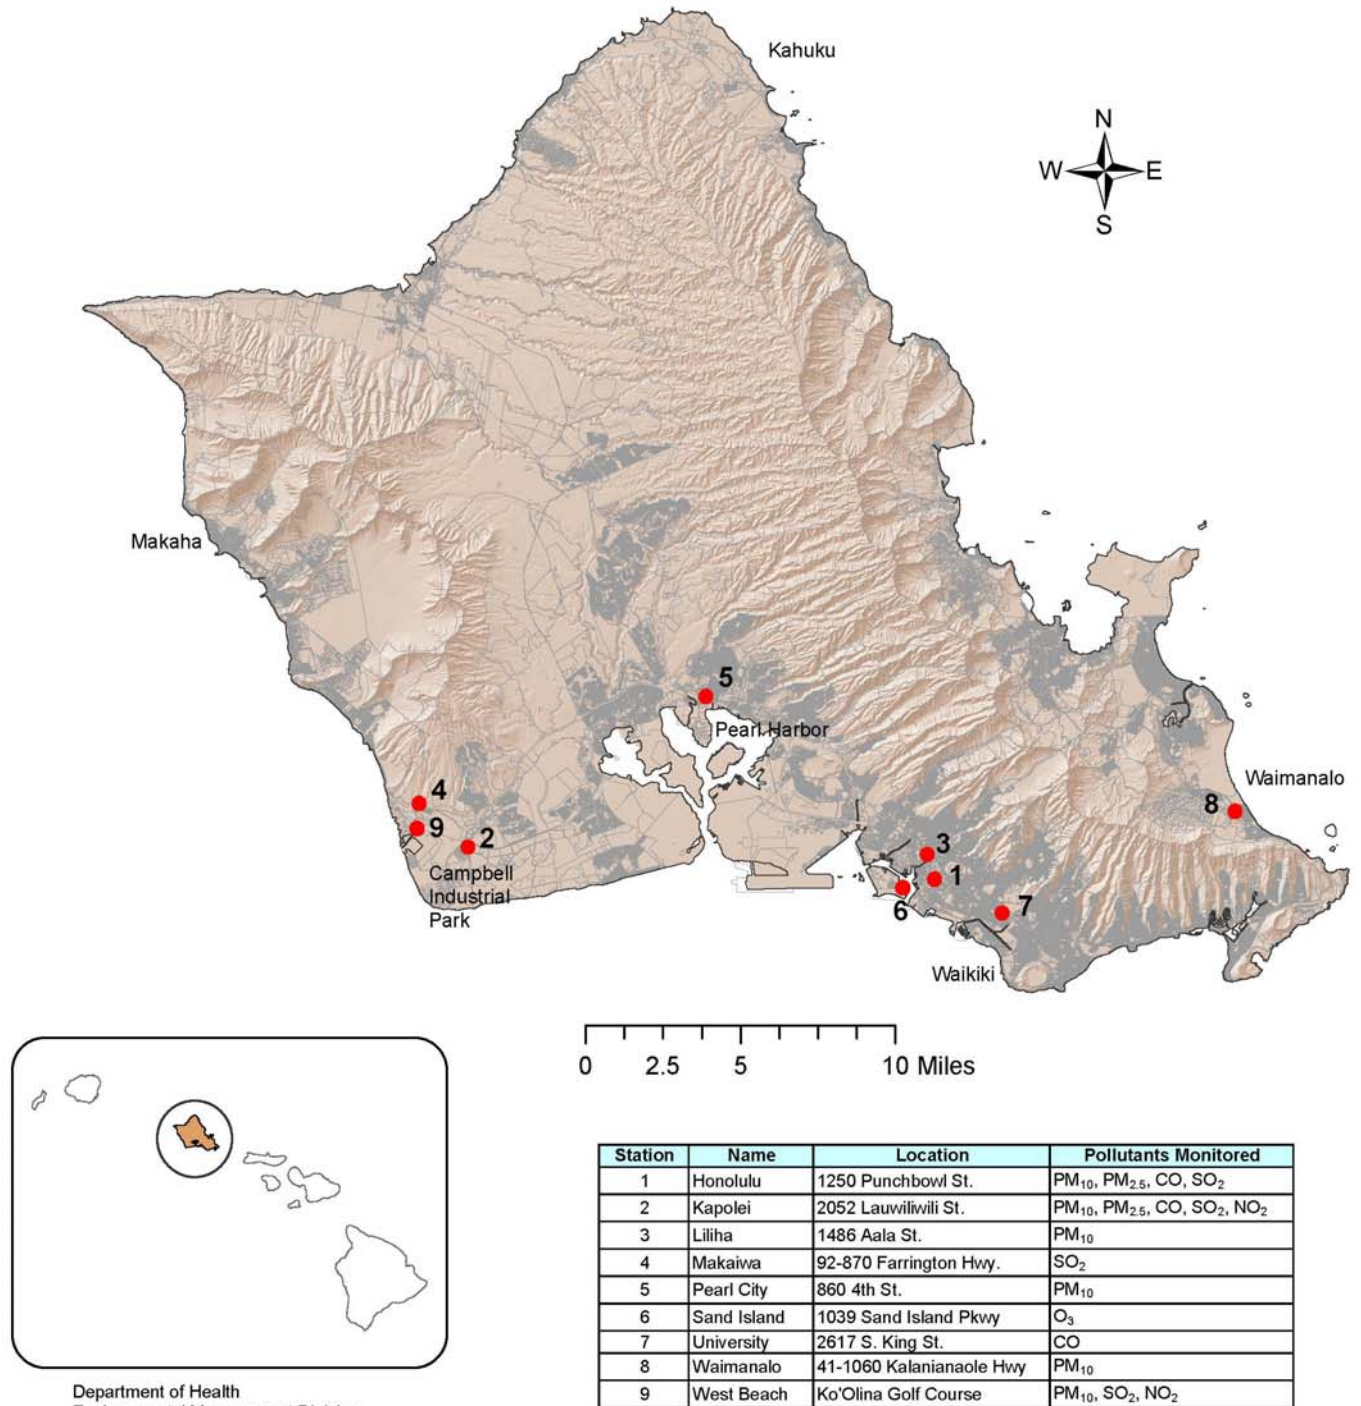 Kahuku
N
W E
S
Makaha
5
Pearl Harbor
Waimanalo
4
8
9
2
3
Campbell
Industrial
Park
1
6
7
Waikiki
0 2.5 5 10 Miles
Station Name Location Pollutants Monitored
1 Honolulu 1250 Punchbowl St. PM10, PM2.5, CO, SO2
2 Kapolei 2052 Lauwiliwili St. PM10, PM2.5, CO, SO2, NO2
3 Liliha 1486 Aala St. PM10
4 Makaiwa 92-870 Farrington Hwy. SO2
5 Pearl City 860 4th St. PM10
6 Sand Island 1039 Sand Island Pkwy O3
7 University 2617 S. King St. CO
8 Waimanalo 41-1060 Kalanianaole Hwy PM10
9 West Beach Ko'Olina Golf Course PM10, SO2, NO2
Department of Health